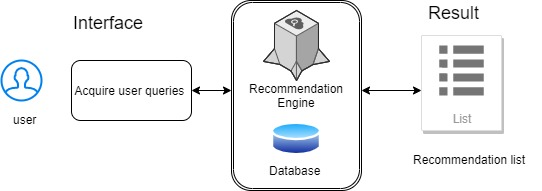 Interface
Result
Acquire user queries
user
Recommendation
Engine
Database
List
Recommendation list